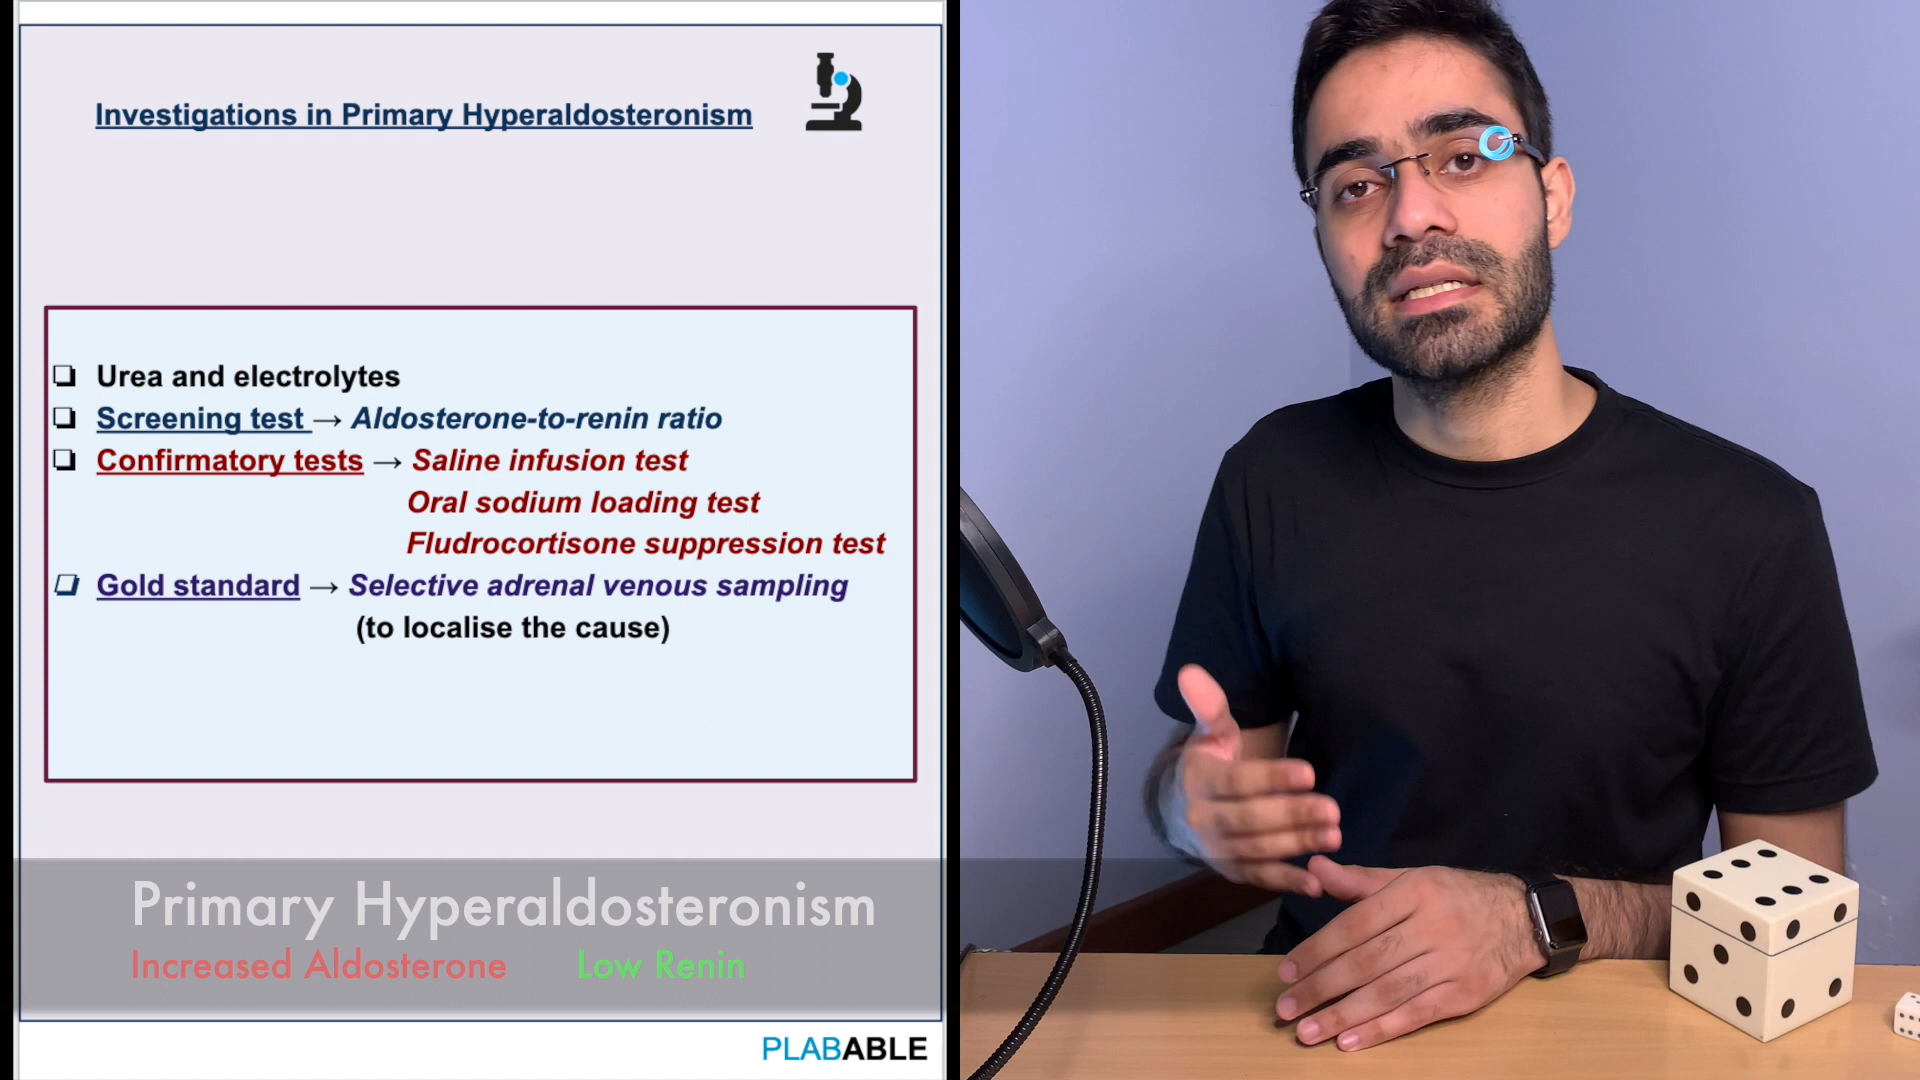 Investigations in Primary Hyperaldosteronism
Urea and electrolytes
Screening test → Aldosterone-to-renin ratio
Confirmatory tests → Saline infusion test
Oral sodium loading test
Fludrocortisone suppression test
Gold standard → Selective adrenal venous sampling
(to localise the cause)
Primary Hyperaldosteronism
Increased Aldosterone Low Renin
PLABABLE